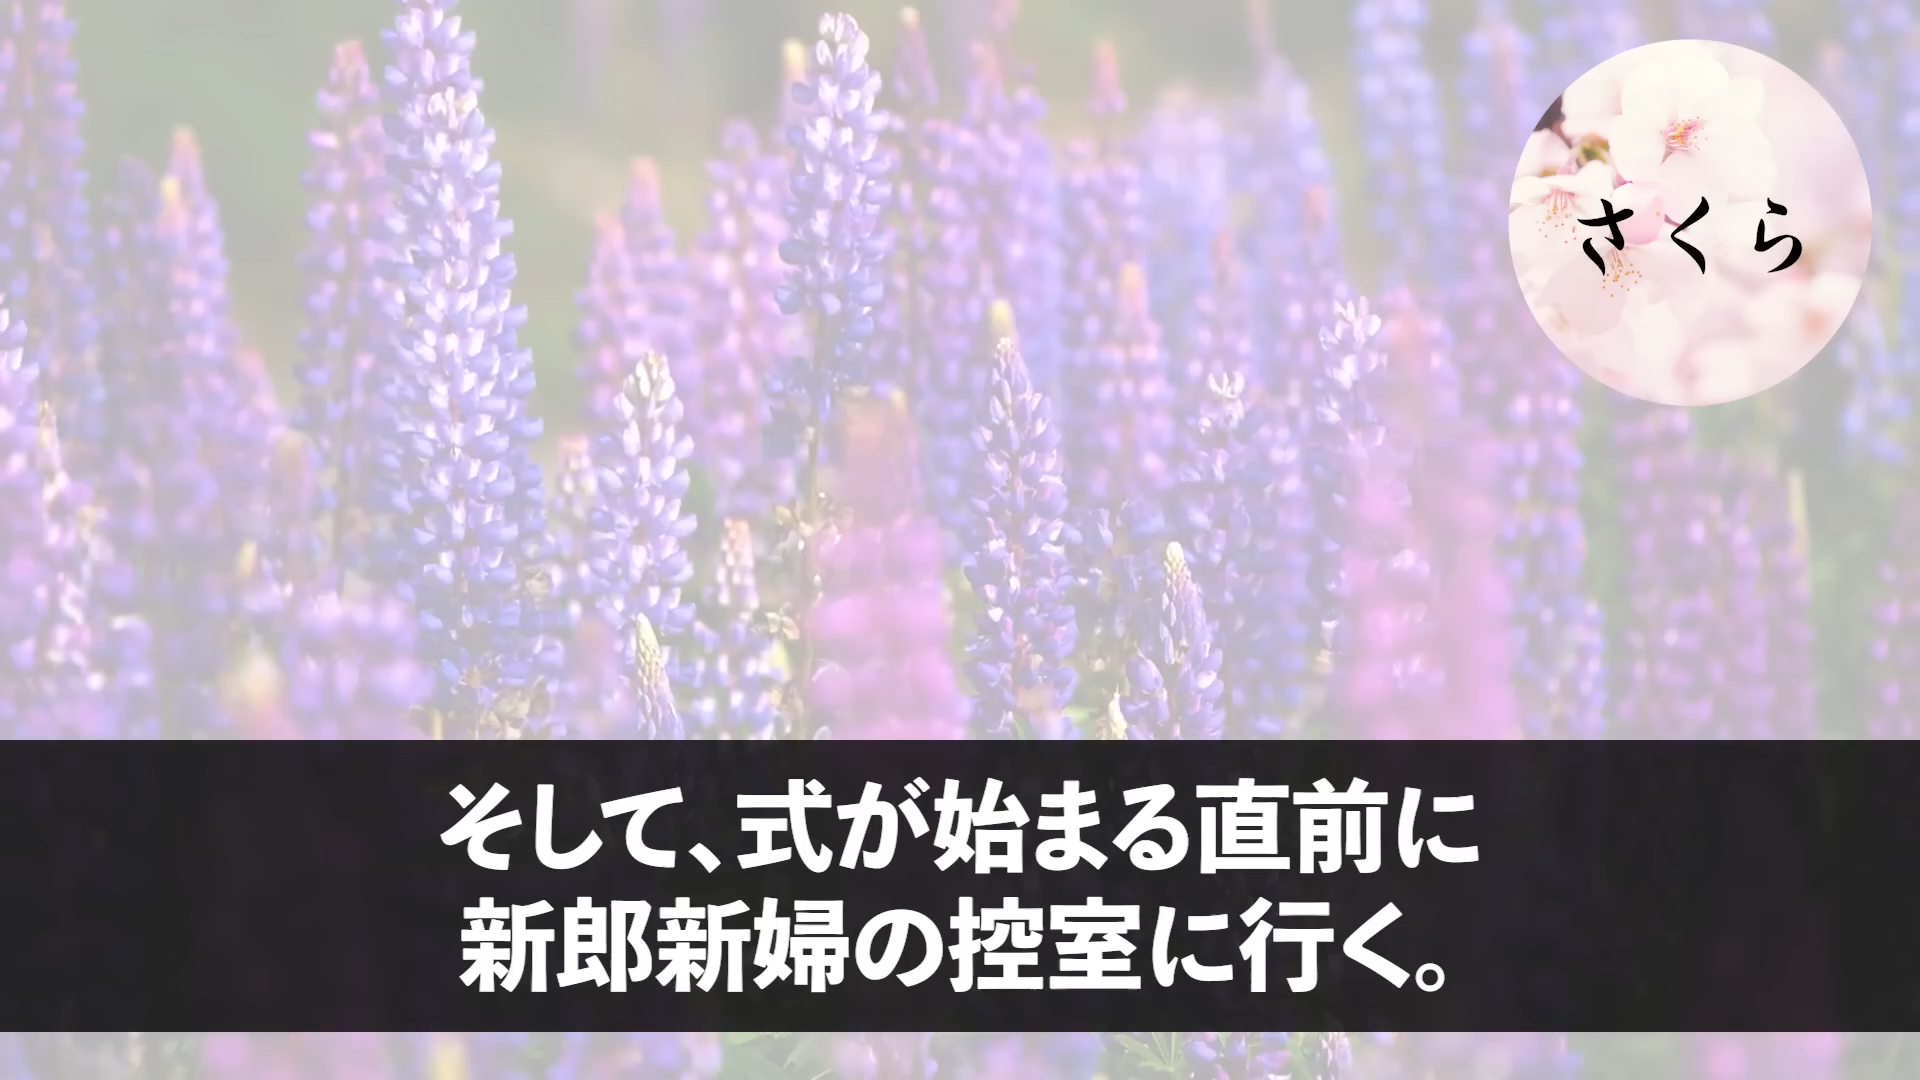 さくら
そして、式が始まる直前に
新郎新婦の控室に行く。